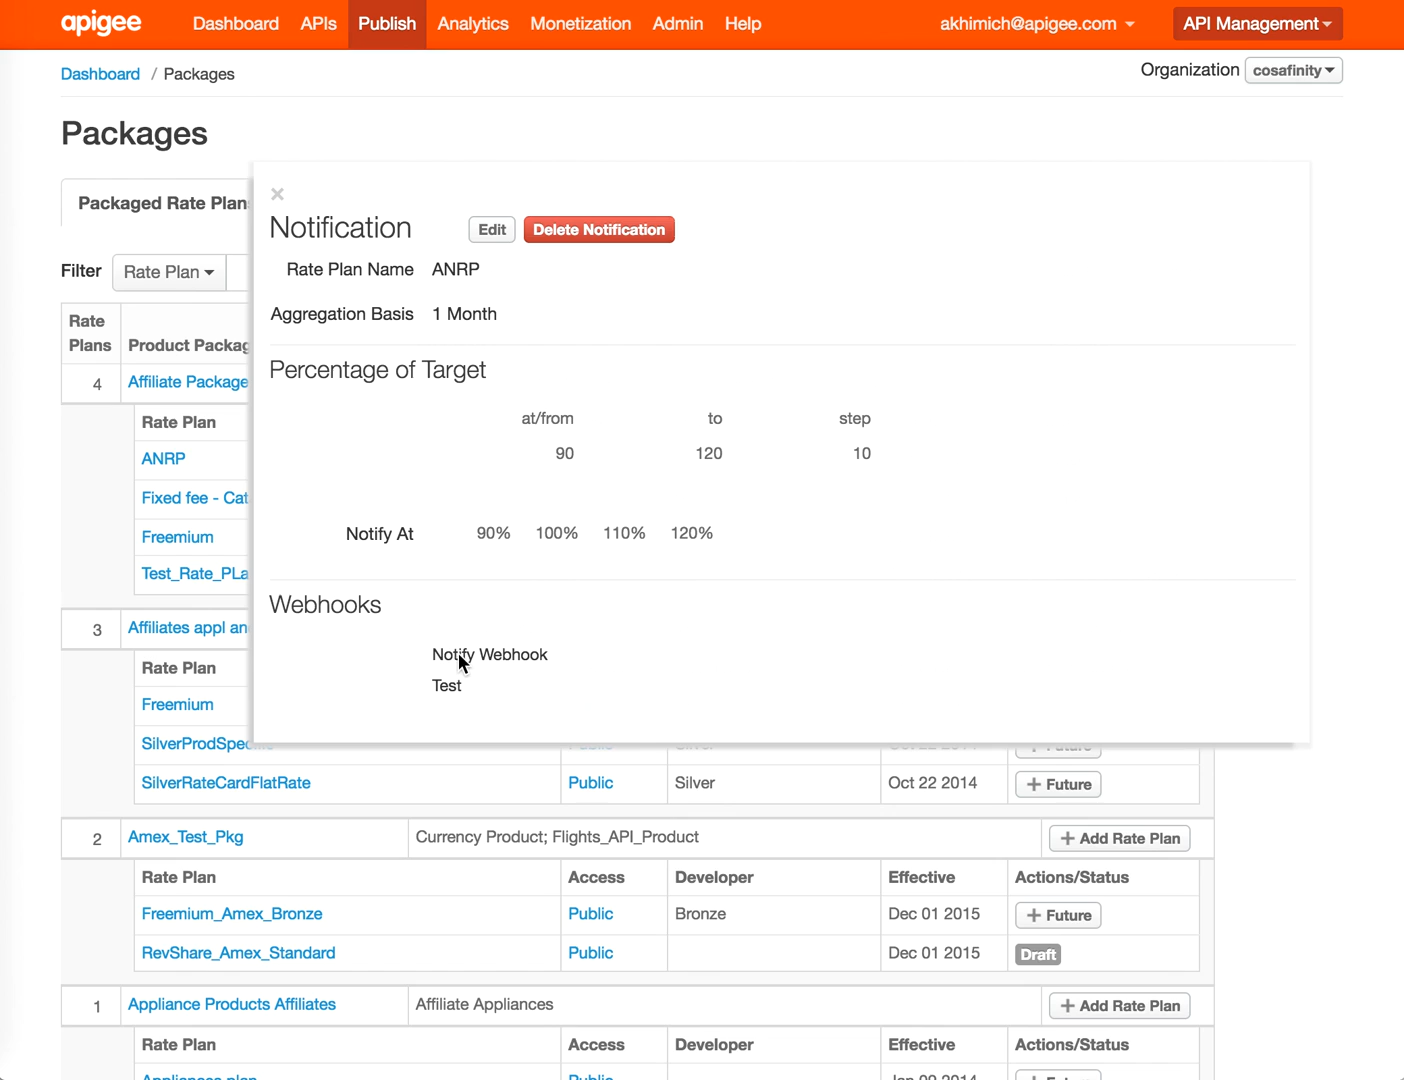 apigee Dashboard APIs Publish Analytics Monetization Admin Help akhimich@apigee.com API Management
Dashboard / Packages Organization cosafinity
Packages
Packaged Rate Plan
Filter Rate Plan
Rate Plans Product Packag
4 Affiliate Package
Rate Plan
ANRP
Fixed fee - Cat
Freemium
Test_Rate_PLa
3 Affiliates appl an
Rate Plan
Freemium
SilverProdSpec
×
Notification Edit Delete Notification
Rate Plan Name ANRP
Aggregation Basis 1 Month
Percentage of Target
at/from to step
90 120 10
Notify At 90% 100% 110% 120%
Webhooks
Notify Webhook
Test
SilverRateCardFlatRate Public Silver Oct 22 2014 + Future
2 Amex_Test_Pkg Currency Product; Flights_API_Product + Add Rate Plan
Rate Plan Access Developer Effective Actions/Status
Freemium_Amex_Bronze Public Bronze Dec 01 2015 + Future
RevShare_Amex_Standard Public Dec 01 2015 Draft
1 Appliance Products Affiliates Affiliate Appliances + Add Rate Plan
Rate Plan Access Developer Effective Actions/Status